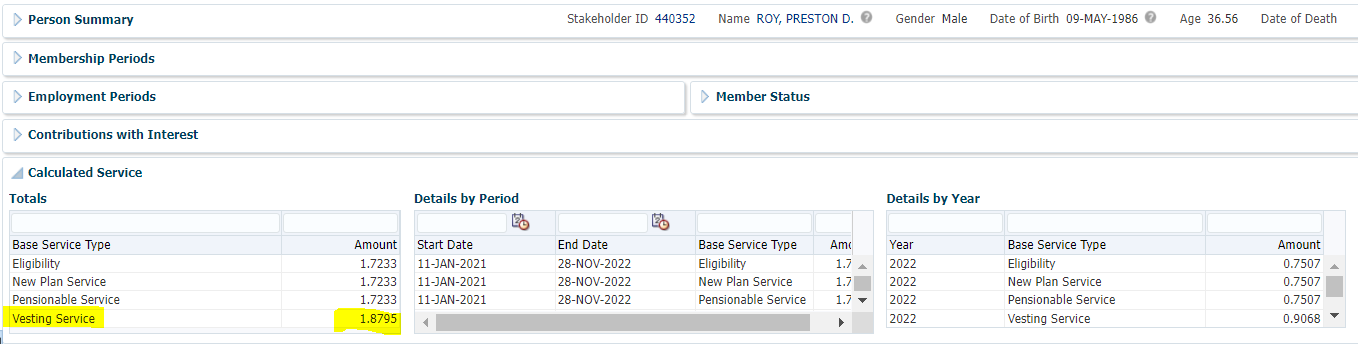 Person Summary Stakeholder ID 440352 Name ROY, PRESTON D. Gender Male Date of Birth 09-MAY-1986 Age 36.56 Date of Death
Membership Periods
Employment Periods Member Status
Contributions with Interest
Calculated Service
Totals Details by Period Details by Year
Base Service Type Amount Start Date End Date Base Service Type Year Base Service Type Amount
Eligibility 1.7233 11-JAN-2021 28-NOV-2022 Eligibility 1.7 2022 Eligibility 0.7507
New Plan Service 1.7233 11-JAN-2021 28-NOV-2022 New Plan Service 1.7 2022 New Plan Service 0.7507
Pensionable Service 1.7233 11-JAN-2021 28-NOV-2022 Pensionable Service 1.7 2022 Pensionable Service 0.7507
Vesting Service 1.8795 2022 Vesting Service 0.9068